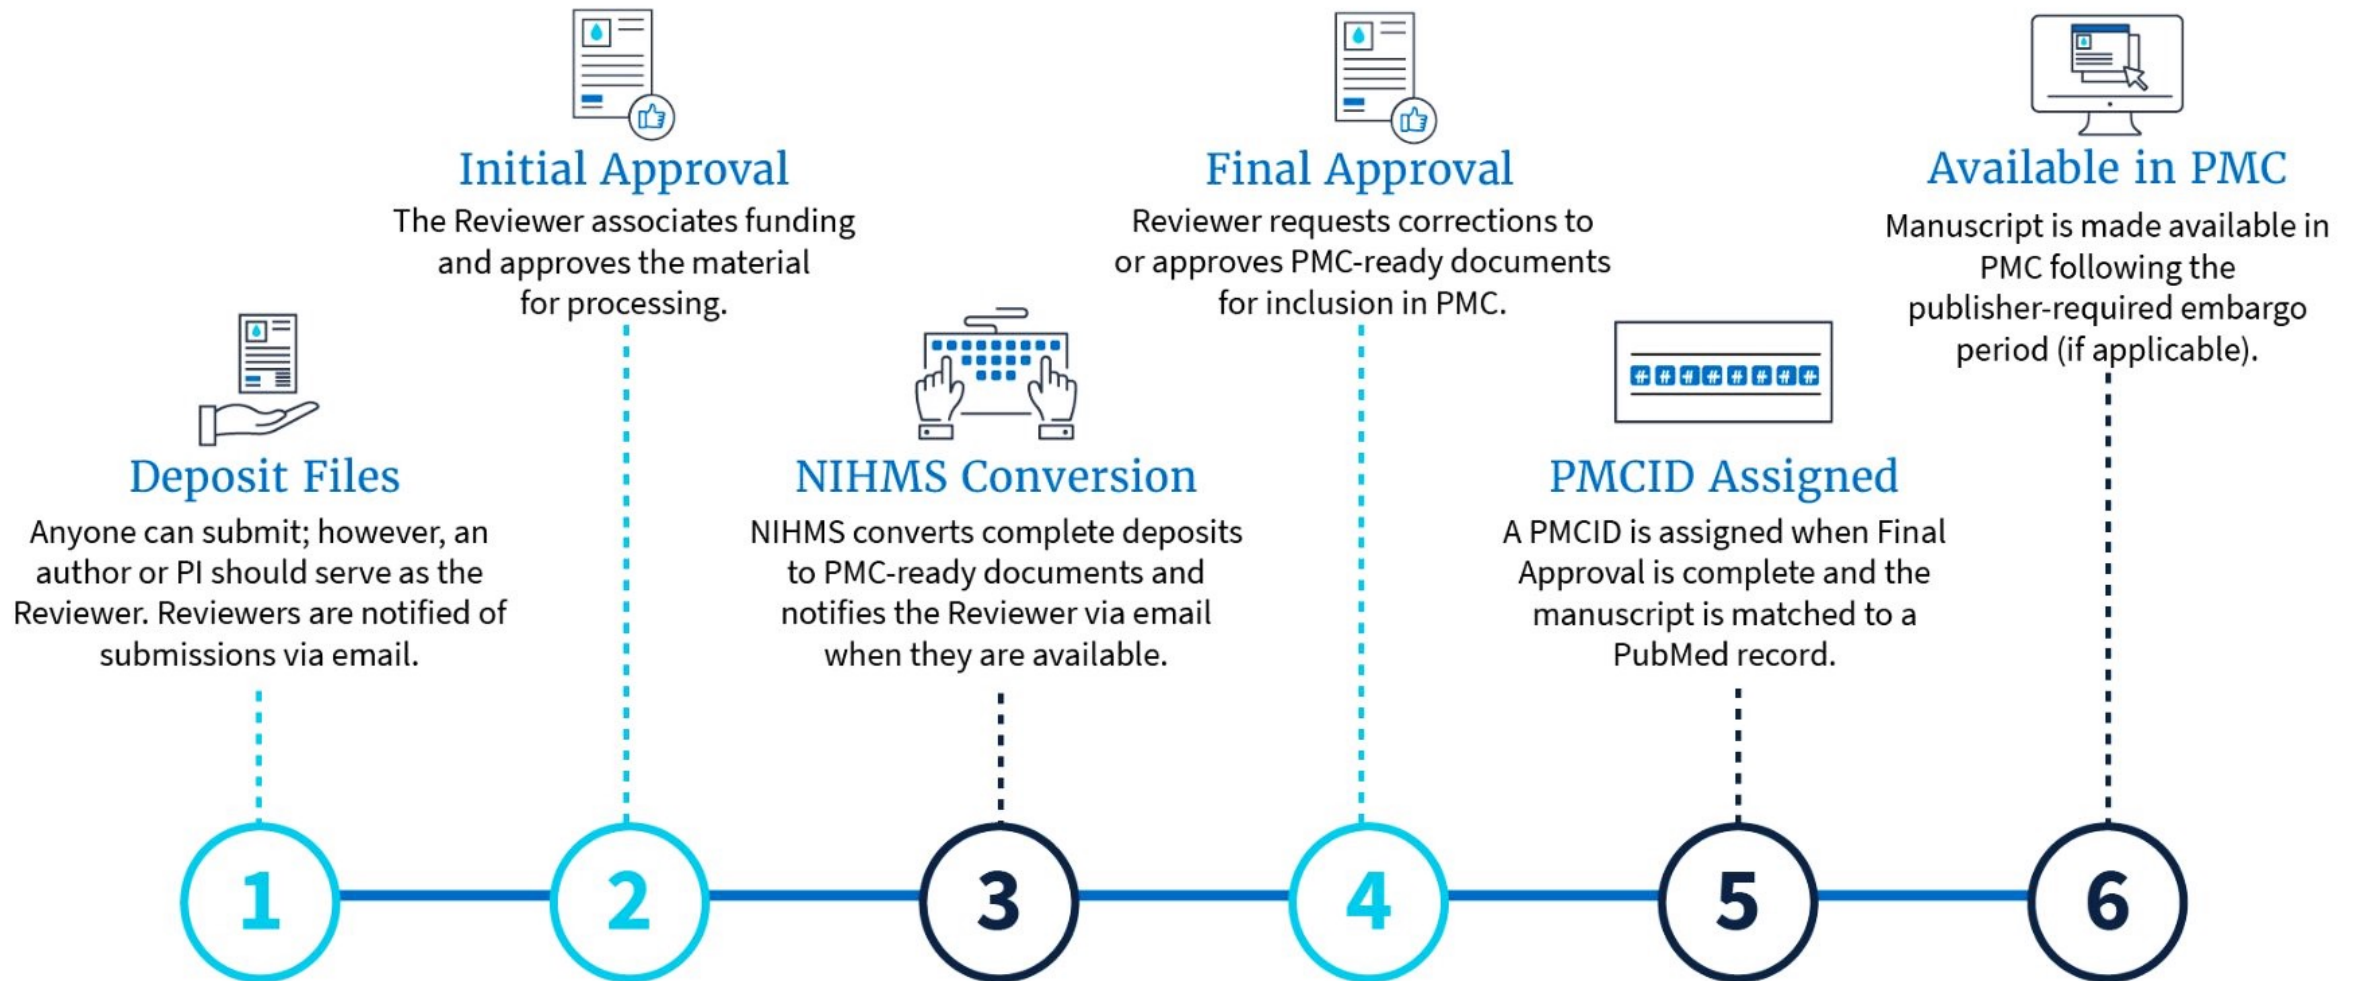 Deposit Files
Anyone can submit; however, an
author or PI should serve as the
Reviewer. Reviewers are notified of
submissions via email.
1
Initial Approval
The Reviewer associates funding
and approves the material
for processing.
2
NIHMS Conversion
NIHMS converts complete deposits
to PMC-ready documents and
notifies the Reviewer via email
when they are available.
3
Final Approval
Reviewer requests corrections to
or approves PMC-ready documents
for inclusion in PMC.
4
########
PMCID Assigned
A PMCID is assigned when Final
Approval is complete and the
manuscript is matched to a
PubMed record.
5
Available in PMC
Manuscript is made available in
PMC following the
publisher-required embargo
period (if applicable).
6